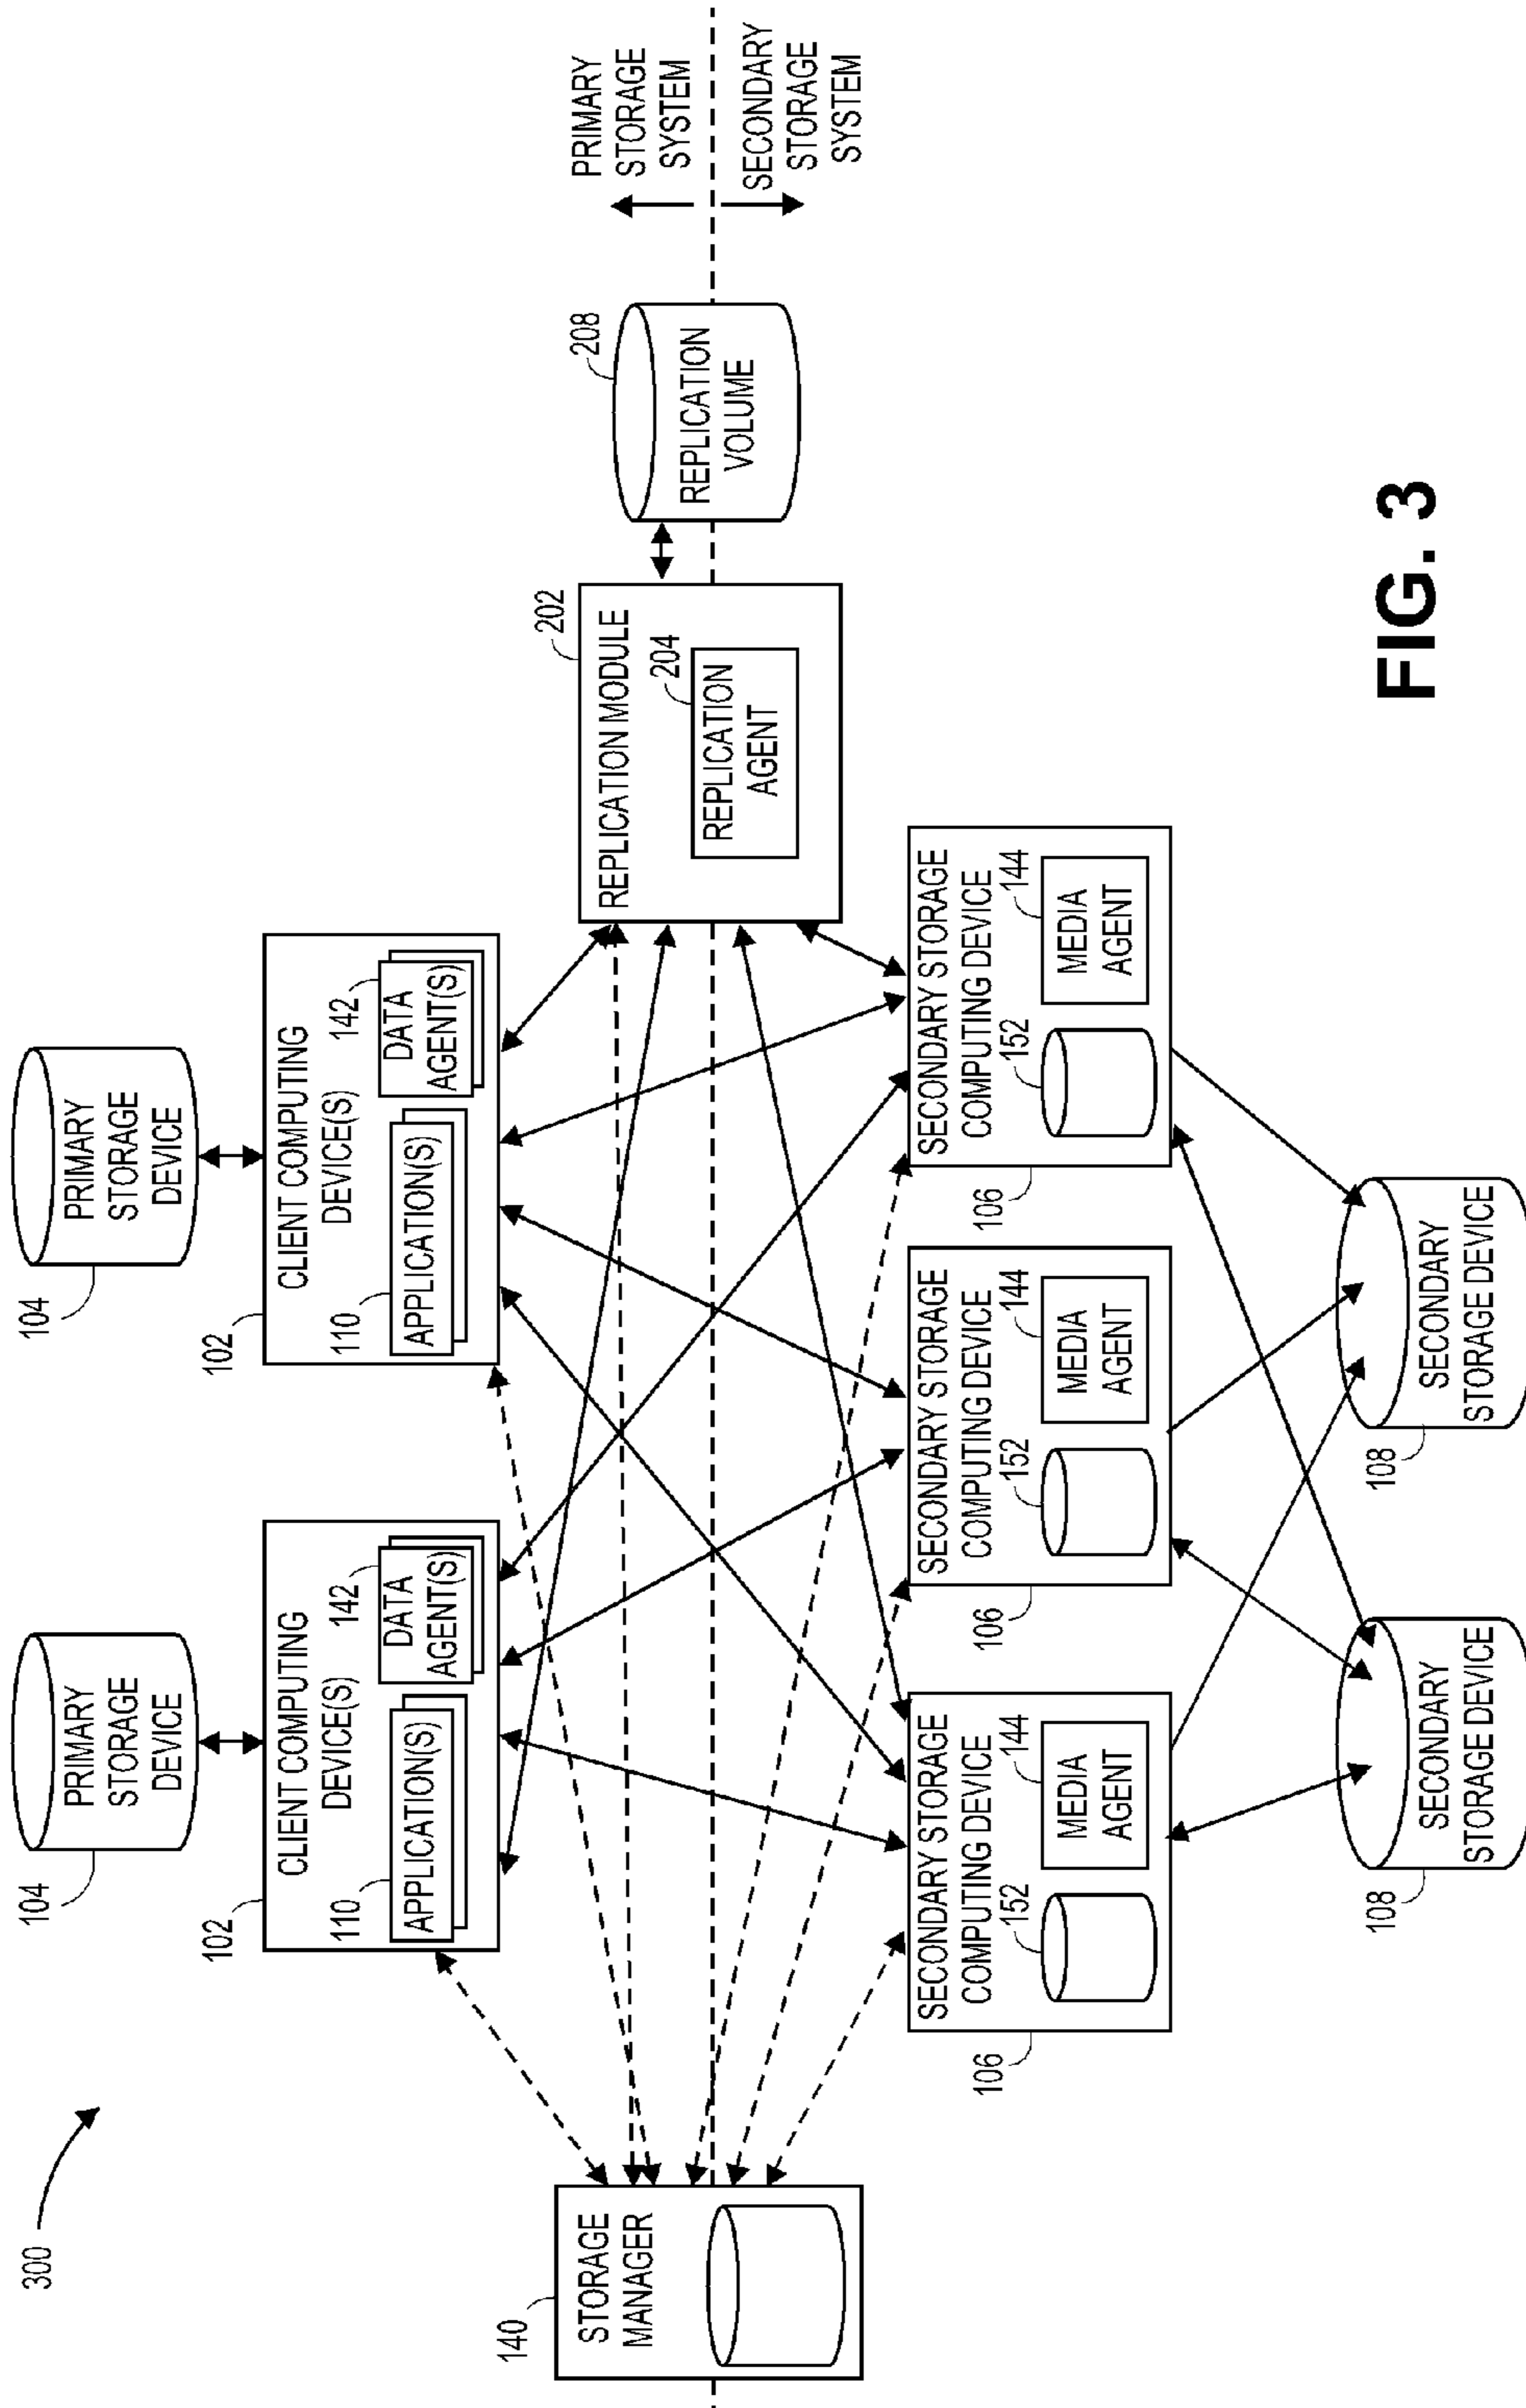 300
104
PRIMARY
STORAGE
DEVICE
104
PRIMARY
STORAGE
DEVICE
102
CLIENT COMPUTING
DEVICE(S)
110
142
APPLICATION(S)
DATA
AGENT(S)
102
CLIENT COMPUTING
DEVICE(S)
110
142
APPLICATION(S)
DATA
AGENT(S)
140
STORAGE
MANAGER
202
REPLICATION MODULE
204
REPLICATION
AGENT
208
REPLICATION
VOLUME
PRIMARY
STORAGE
SYSTEM
SECONDARY
STORAGE
SYSTEM
106
SECONDARY STORAGE
COMPUTING DEVICE
152
144
MEDIA
AGENT
106
SECONDARY STORAGE
COMPUTING DEVICE
152
144
MEDIA
AGENT
106
SECONDARY STORAGE
COMPUTING DEVICE
152
144
MEDIA
AGENT
108
SECONDARY
STORAGE DEVICE
108
SECONDARY
STORAGE DEVICE
FIG. 3